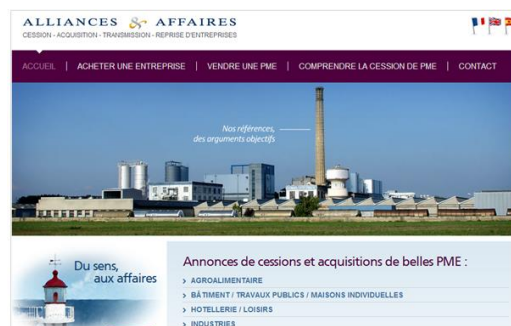 ALLIANCES & AFFAIRES
CESSION - ACQUISITION - TRANSMISSION - REPRISE D'ENTREPRISES
ACCUEIL | ACHETER UNE ENTREPRISE | VENDRE UNE PME | COMPRENDRE LA CESSION DE PME | CONTACT
Nos références,
des arguments objectifs
Du sens,
aux affaires
Annonces de cessions et acquisitions de belles PME :
> AGROALIMENTAIRE
> BÂTIMENT / TRAVAUX PUBLICS / MAISONS INDIVIDUELLES
> HOTELLERIE / LOISIRS
> INDUSTRIES